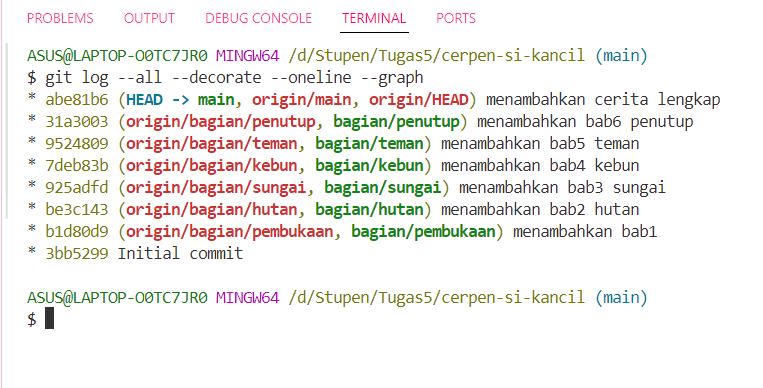 PROBLEMS OUTPUT DEBUG CONSOLE TERMINAL PORTS
ASUS@LAPTOP-O0TC7JR0 MINGW64 /d/Stupen/Tugas5/cerpen-si-kancil (main)
$ git log --all --decorate --oneline --graph
* abe81b6 (HEAD -> main, origin/main, origin/HEAD) menambahkan cerita lengkap
* 31a3003 (origin/bagian/penutup, bagian/penutup) menambahkan bab6 penutup
* 9524809 (origin/bagian/teman, bagian/teman) menambahkan bab5 teman
* 7deb83b (origin/bagian/kebun, bagian/kebun) menambahkan bab4 kebun
* 925adfd (origin/bagian/sungai, bagian/sungai) menambahkan bab3 sungai
* be3c143 (origin/bagian/hutan, bagian/hutan) menambahkan bab2 hutan
* b1d80d9 (origin/bagian/pembukaan, bagian/pembukaan) menambahkan bab1
* 3bb5299 Initial commit
ASUS@LAPTOP-O0TC7JR0 MINGW64 /d/Stupen/Tugas5/cerpen-si-kancil (main)
$